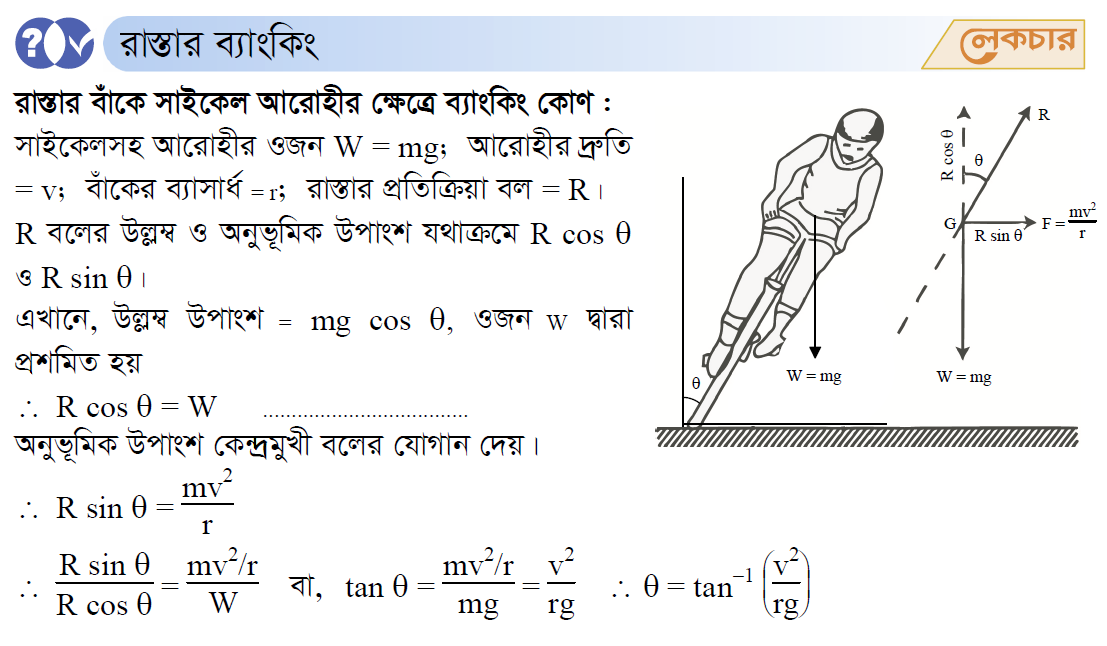 রাস্তার ব্যাংকিং
লেকচার
রাস্তার বাঁকে সাইকেল আরোহীর ক্ষেত্রে ব্যাংকিং কোণ :
সাইকেলসহ আরোহীর ওজন W = mg; আরোহীর দ্রুতি
= v; বাঁকের ব্যাসার্ধ = r; রাস্তার প্রতিক্রিয়া বল = R।
R বলের উল্লম্ব ও অনুভূমিক উপাংশ যথাক্রমে R cos θ
ও R sin θ।
এখানে, উল্লম্ব উপাংশ = mg cos θ, ওজন W দ্বারা
প্রশমিত হয়
∴ R cos θ = W ..................................
অনুভূমিক উপাংশ কেন্দ্রমুখী বলের যোগান দেয়।
∴ R sin θ = mv²/r
∴ R sin θ/R cos θ = (mv²/r)/W বা, tan θ = (mv²/r)/mg = v²/rg ∴ θ = tan⁻¹ (v²/rg)
θ
W = mg
R cos θ
θ
R
G
R sin θ
F = mv²/r
W = mg